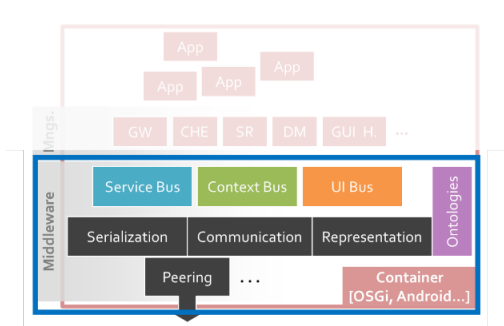 App
App
App
App
Mngs.
GW CHE SR DM GUI H. ...
Middleware
Service Bus Context Bus UI Bus
Ontologies
Serialization Communication Representation
Peering ...
Container
[OSGi, Android...]